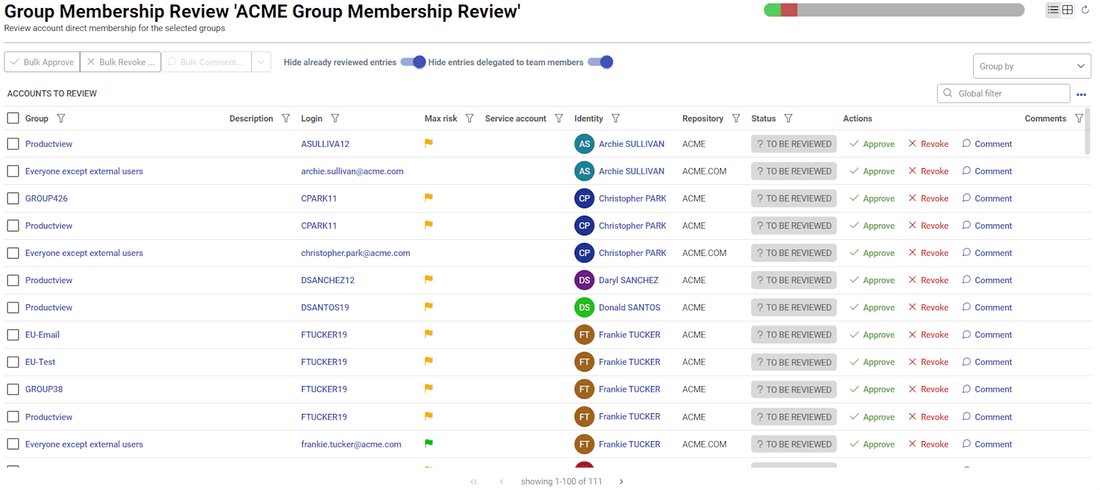 Group Membership Review 'ACME Group Membership Review'
Review account direct membership for the selected groups
Bulk Approve Bulk Revoke ... Bulk Comment ... Hide already reviewed entries Hide entries delegated to team members Group by
ACCOUNTS TO REVIEW Global filter
Group Description Login Max risk Service account Identity Repository Status Actions Comments
Productview ASULLIVA12 AS Archie SULLIVAN ACME ? TO BE REVIEWED Approve Revoke Comment
Everyone except external users archie.sullivan@acme.com AS Archie SULLIVAN ACME.COM ? TO BE REVIEWED Approve Revoke Comment
GROUP426 CPARK11 CP Christopher PARK ACME ? TO BE REVIEWED Approve Revoke Comment
Productview CPARK11 CP Christopher PARK ACME ? TO BE REVIEWED Approve Revoke Comment
Everyone except external users christopher.park@acme.com CP Christopher PARK ACME.COM ? TO BE REVIEWED Approve Revoke Comment
Productview DSANCHEZ12 DS Daryl SANCHEZ ACME ? TO BE REVIEWED Approve Revoke Comment
Productview DSANTOS19 DS Donald SANTOS ACME ? TO BE REVIEWED Approve Revoke Comment
EU-Email FTUCKER19 FT Frankie TUCKER ACME ? TO BE REVIEWED Approve Revoke Comment
EU-Test FTUCKER19 FT Frankie TUCKER ACME ? TO BE REVIEWED Approve Revoke Comment
GROUP38 FTUCKER19 FT Frankie TUCKER ACME ? TO BE REVIEWED Approve Revoke Comment
Productview FTUCKER19 FT Frankie TUCKER ACME ? TO BE REVIEWED Approve Revoke Comment
Everyone except external users frankie.tucker@acme.com FT Frankie TUCKER ACME.COM ? TO BE REVIEWED Approve Revoke Comment
showing 1-100 of 111